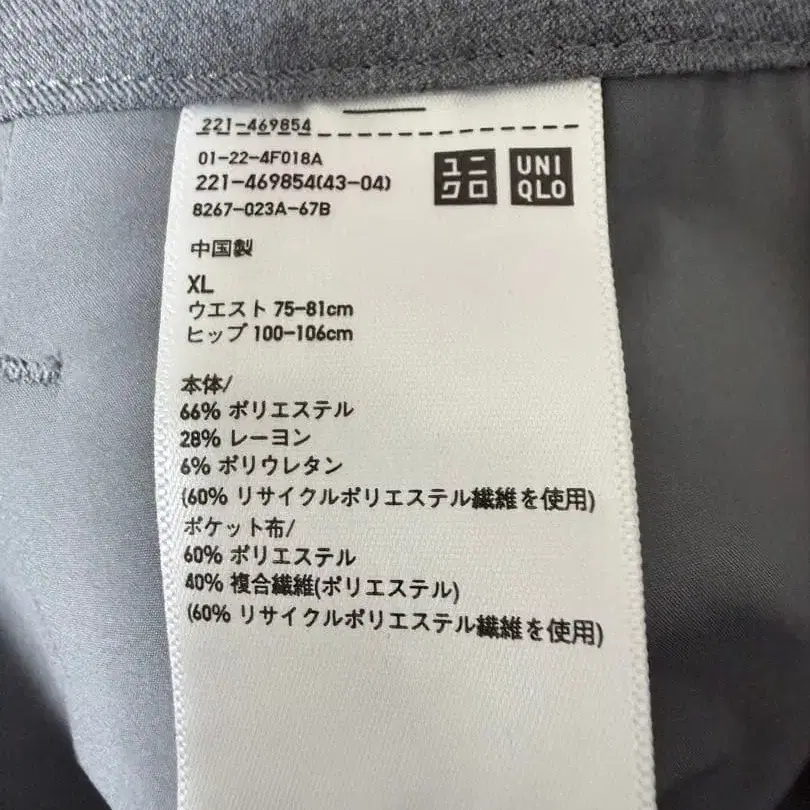 221-469854
01-22-4F018A
221-469854(43-04)
8267-023A-67B
ユニ
クロ
UNI
QLO
中国製
XL
ウエスト 75-81cm
ヒップ 100-106cm
本体/
66% ポリエステル
28% レーヨン
6% ポリウレタン
(60% リサイクルポリエステル繊維を使用)
ポケット布/
60% ポリエステル
40% 複合繊維(ポリエステル)
(60% リサイクルポリエステル繊維を使用)